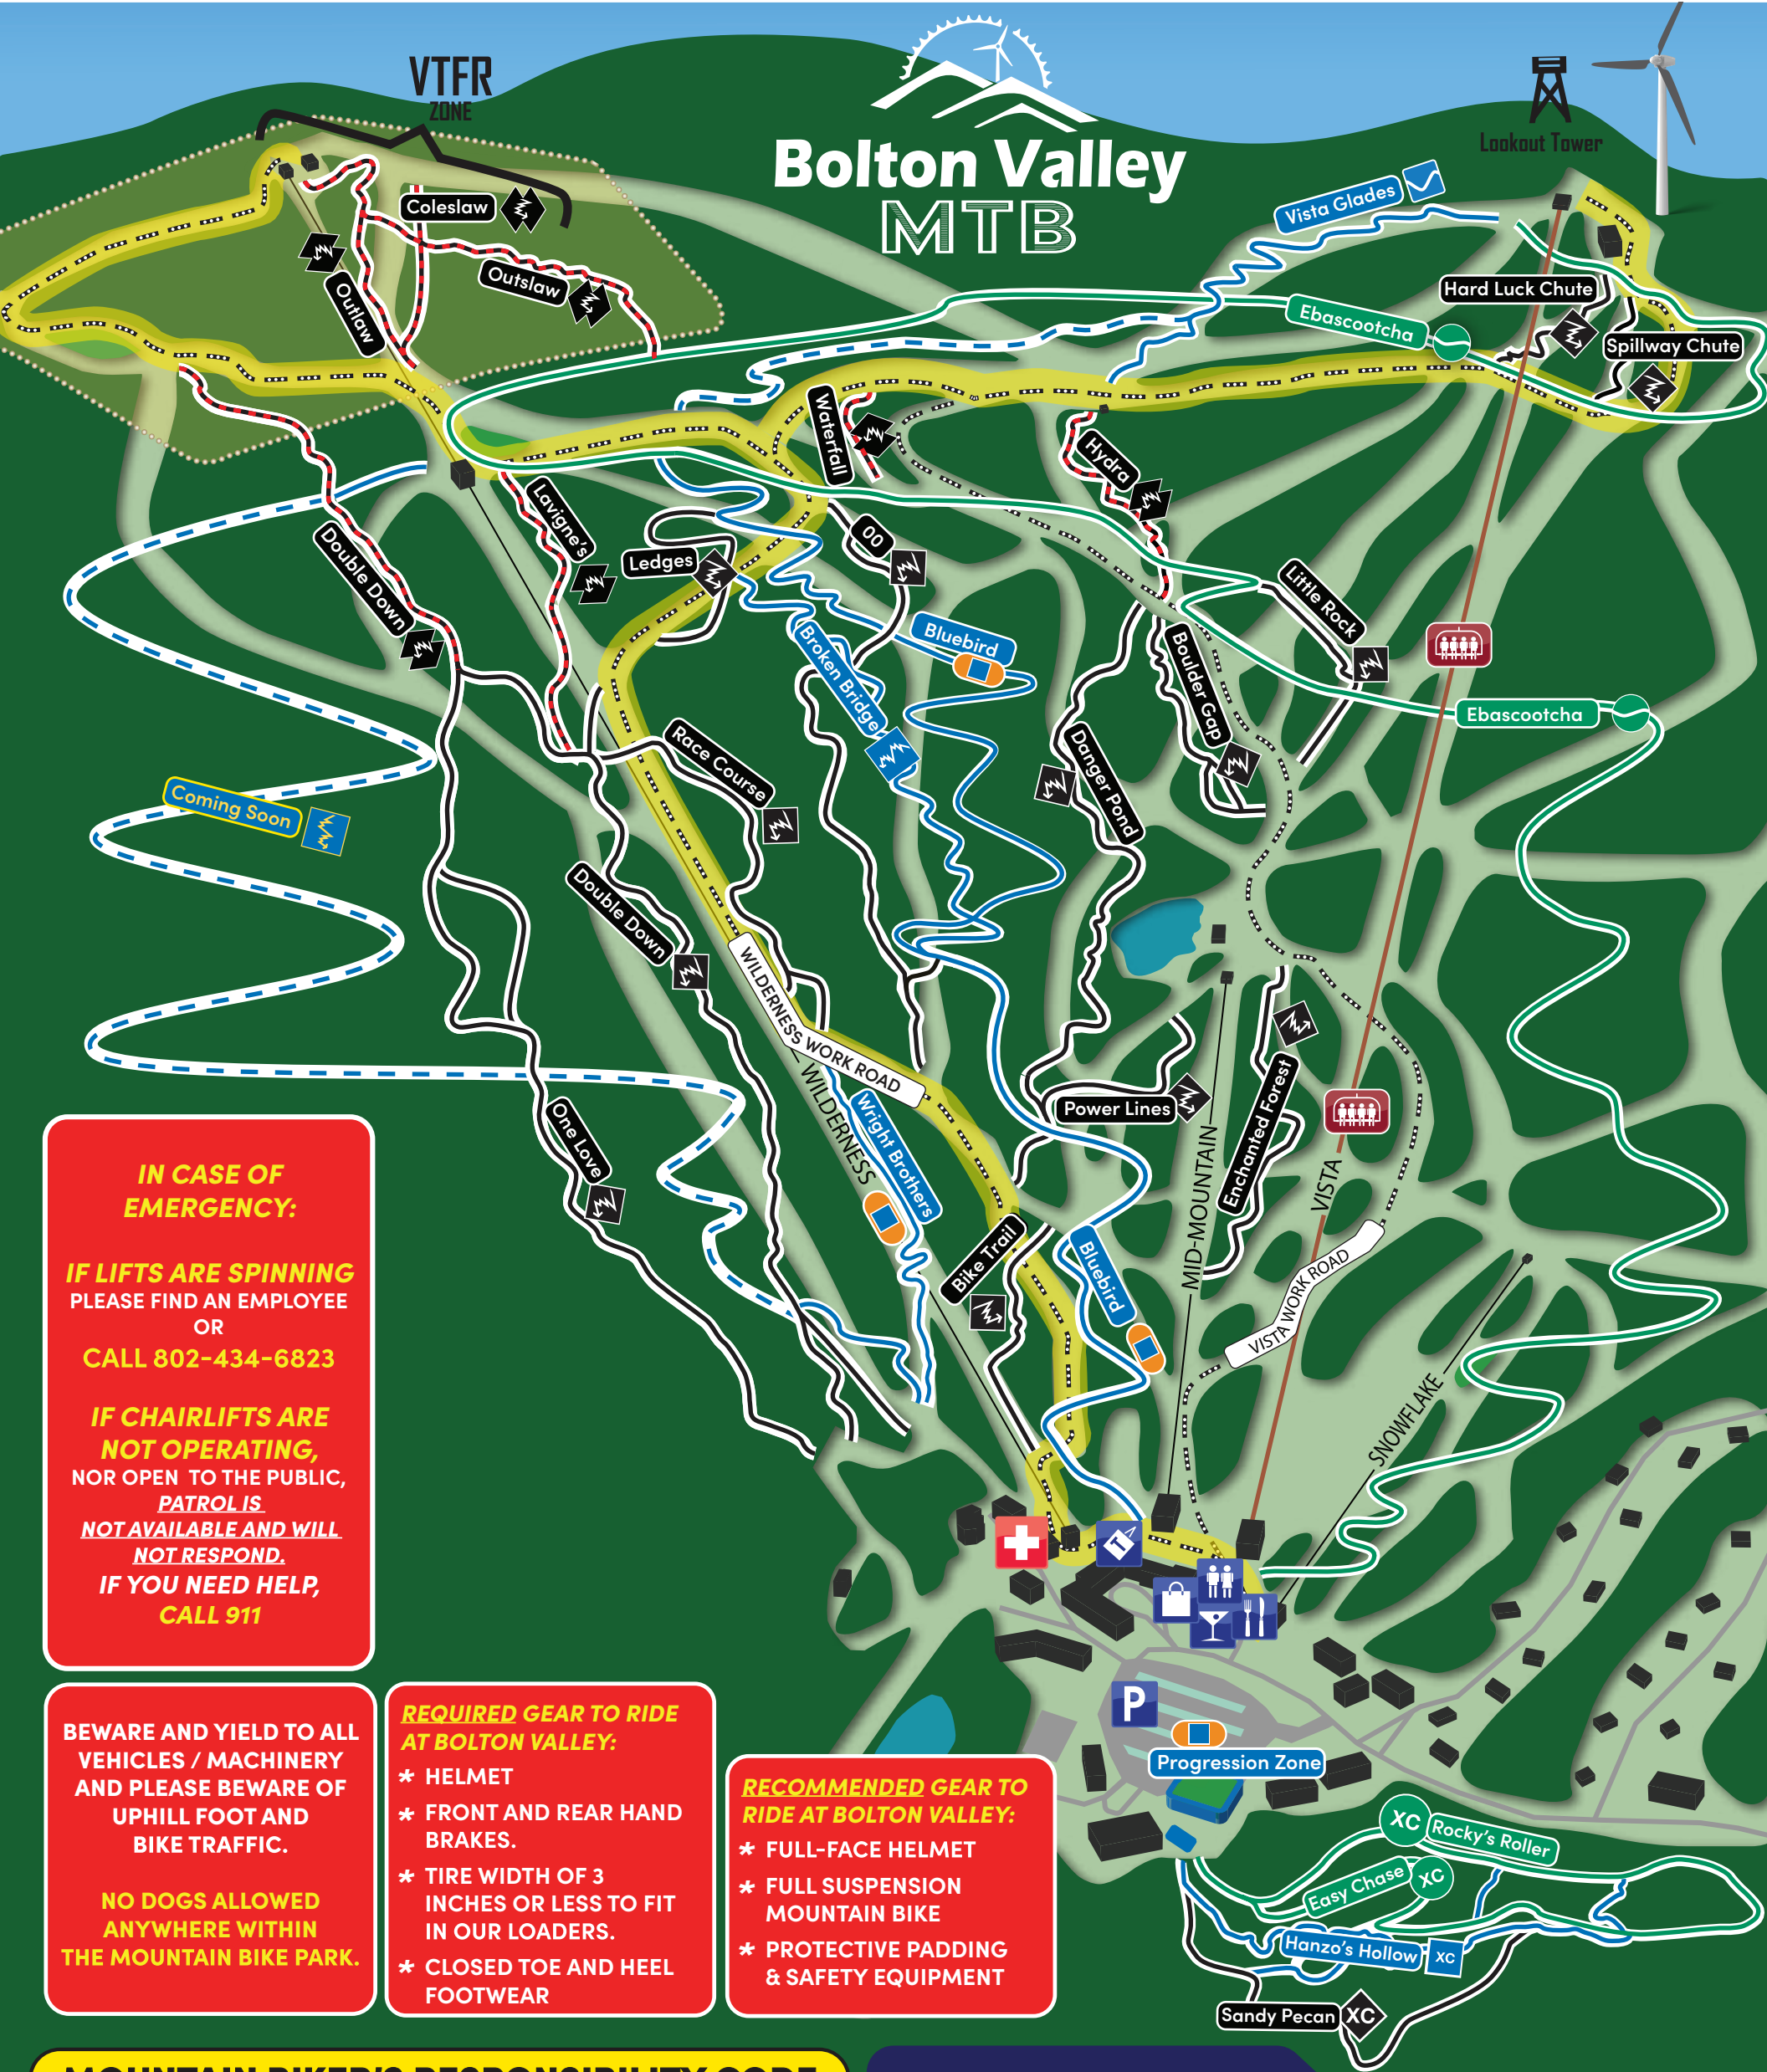 VTFR
ZONE
Bolton Valley
MTB
Lookout Tower
Vista Glades
Coleslaw
Outslaw
Outlaw
Hard Luck Chute
Ebascootcha
Spillway Chute
Waterfall
Hydra
Lavigne's
00
Ledges
Double Down
Little Rock
Bluebird
Broken Bridge
Boulder Gap
Ebascootcha
Race Course
Danger Pond
Coming Soon
Double Down
WILDERNESS WORK ROAD
WILDERNESS
Wright Brothers
Power Lines
Enchanted Forest
One Love
MID-MOUNTAIN
VISTA
Bike Trail
Bluebird
VISTA WORK ROAD
SNOWFLAKE
IN CASE OF
EMERGENCY:
IF LIFTS ARE SPINNING
PLEASE FIND AN EMPLOYEE
OR
CALL 802-434-6823
IF CHAIRLIFTS ARE
NOT OPERATING,
NOR OPEN TO THE PUBLIC,
PATROL IS
NOT AVAILABLE AND WILL
NOT RESPOND.
IF YOU NEED HELP,
CALL 911
T
P
Progression Zone
BEWARE AND YIELD TO ALL
VEHICLES / MACHINERY
AND PLEASE BEWARE OF
UPHILL FOOT AND
BIKE TRAFFIC.
NO DOGS ALLOWED
ANYWHERE WITHIN
THE MOUNTAIN BIKE PARK.
REQUIRED GEAR TO RIDE
AT BOLTON VALLEY:
* HELMET
* FRONT AND REAR HAND
BRAKES.
* TIRE WIDTH OF 3
INCHES OR LESS TO FIT
IN OUR LOADERS.
* CLOSED TOE AND HEEL
FOOTWEAR
RECOMMENDED GEAR TO
RIDE AT BOLTON VALLEY:
* FULL-FACE HELMET
* FULL SUSPENSION
MOUNTAIN BIKE
* PROTECTIVE PADDING
& SAFETY EQUIPMENT
XC Rocky's Roller
Easy Chase XC
Hanzo's Hollow XC
Sandy Pecan XC
MOUNTAIN BIKER'S RESPONSIBILITY CODE